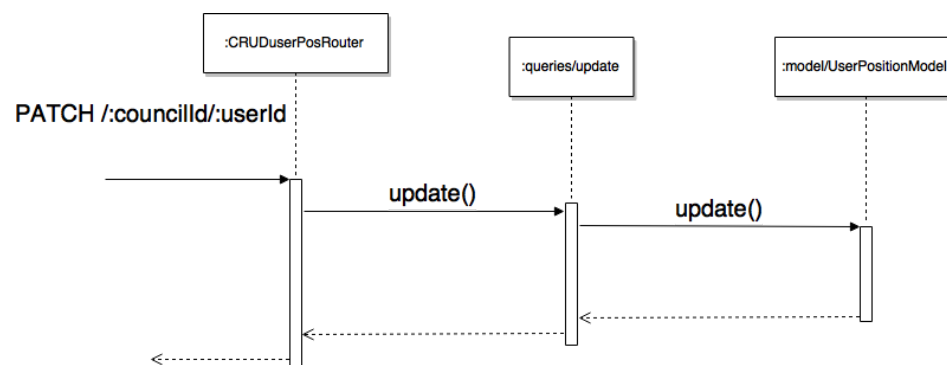 :CRUDuserPosRouter
:queries/update
:model/UserPositionModel
PATCH /:councilId/:userId
update()
update()